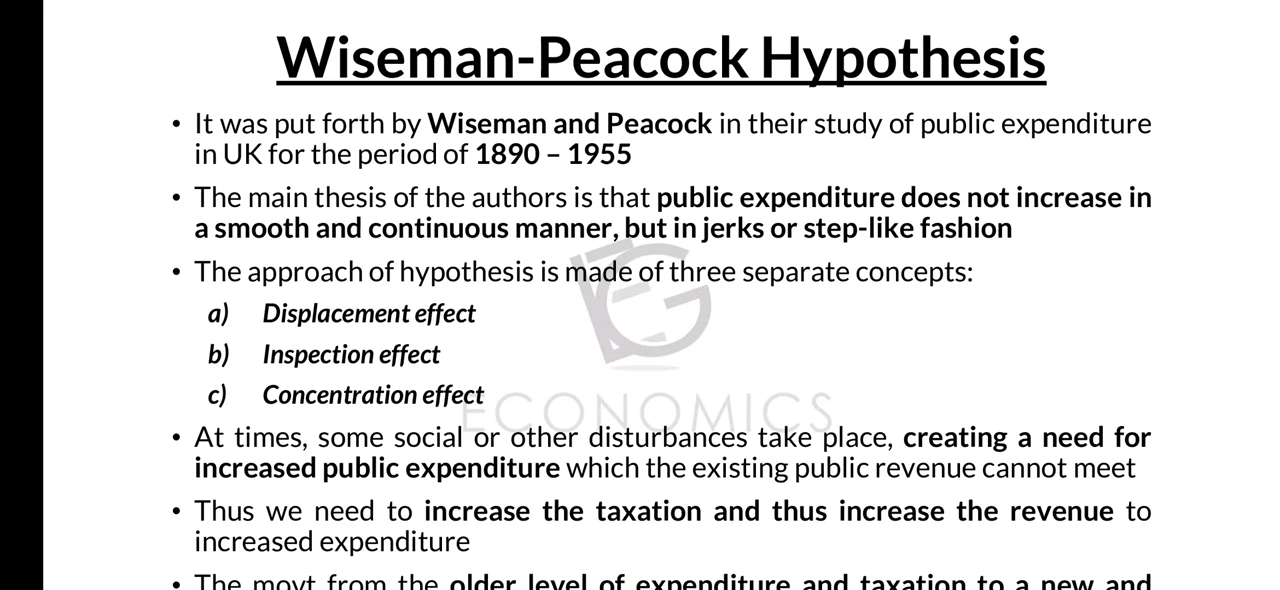 Wiseman-Peacock Hypothesis
• It was put forth by Wiseman and Peacock in their study of public expenditure
in UK for the period of 1890 – 1955
• The main thesis of the authors is that public expenditure does not increase in
a smooth and continuous manner, but in jerks or step-like fashion
• The approach of hypothesis is made of three separate concepts:
a) Displacement effect
b) Inspection effect
c) Concentration effect
ECONOMICS
• At times, some social or other disturbances take place, creating a need for
increased public expenditure which the existing public revenue cannot meet
• Thus we need to increase the taxation and thus increase the revenue to
increased expenditure
• The movt from the older level of expenditure and taxation to a new and